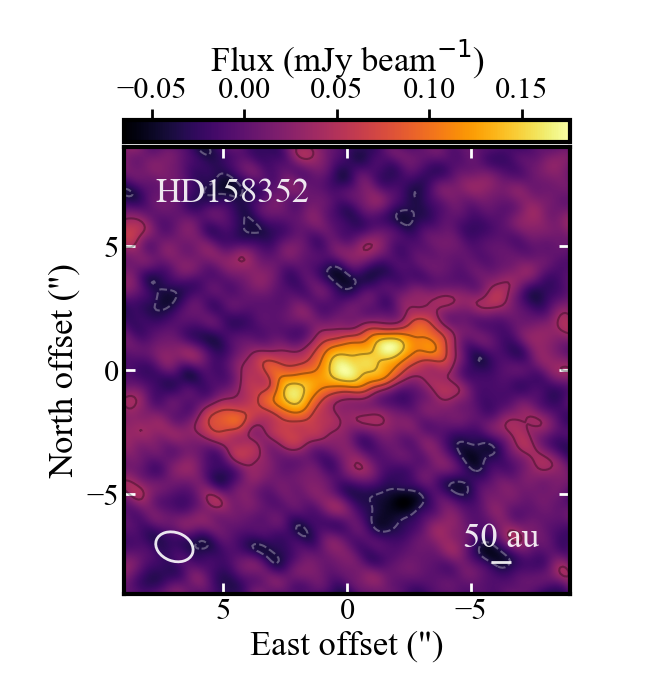 Flux (mJy beam⁻¹)
−0.05 0.00 0.05 0.10 0.15
HD158352
5
0
−5
North offset (")
50 au
5 0 −5
East offset (")